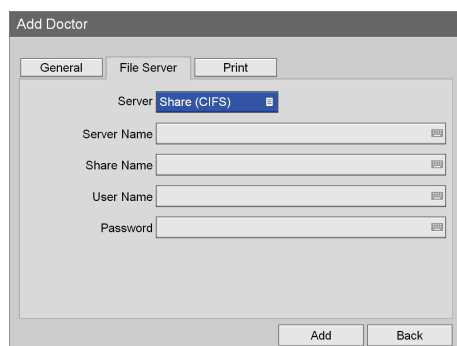 Add Doctor
General File Server Print
Server Share (CIFS)
Server Name
Share Name
User Name
Password
Add Back